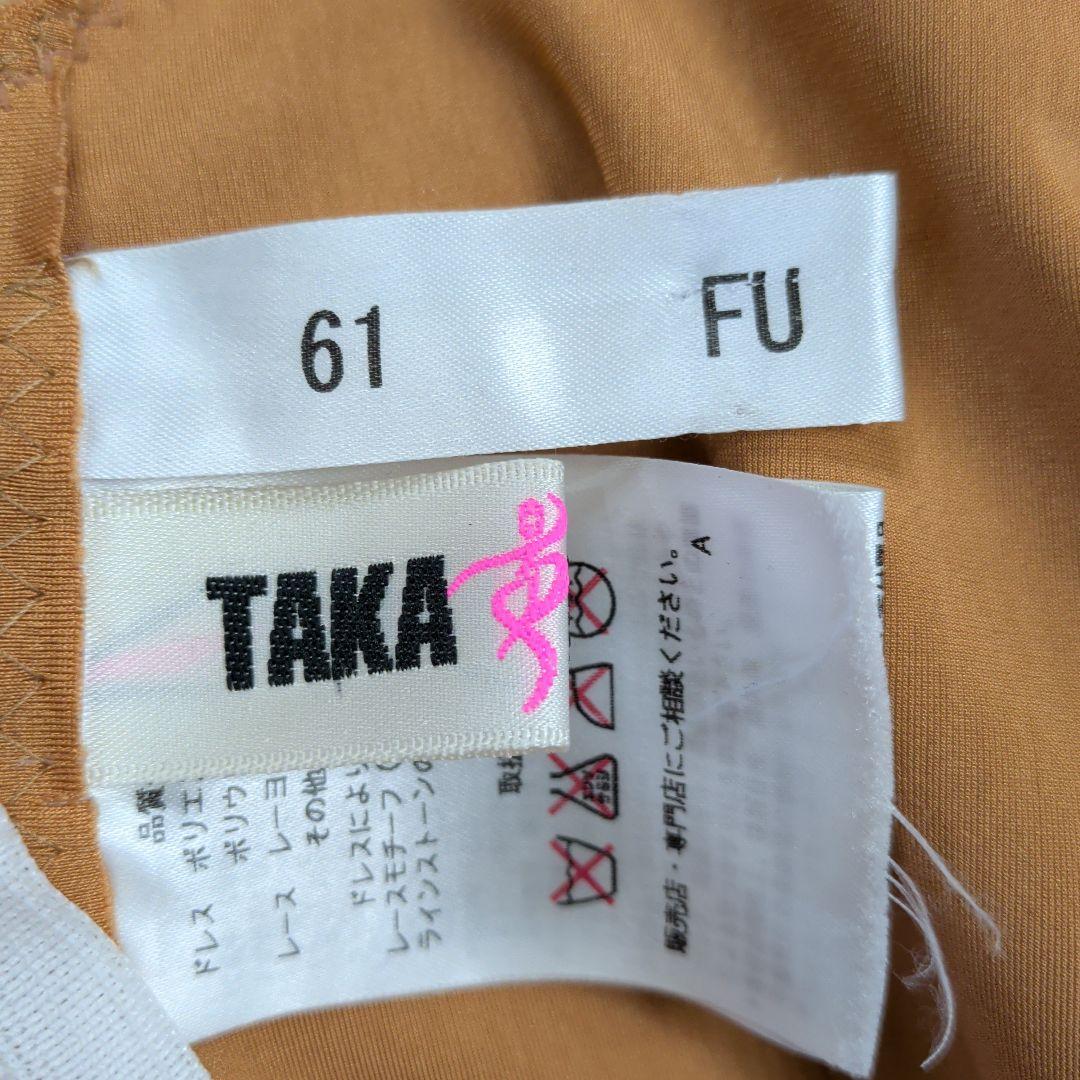 61 FU
TAKA
品質
ドレス ポリエ
ポリウ
レース レーヨ
その他
ドレスにより
レースモチーフ（
ラインストーンの
取扱
販売店・専門店にご相談ください。
A